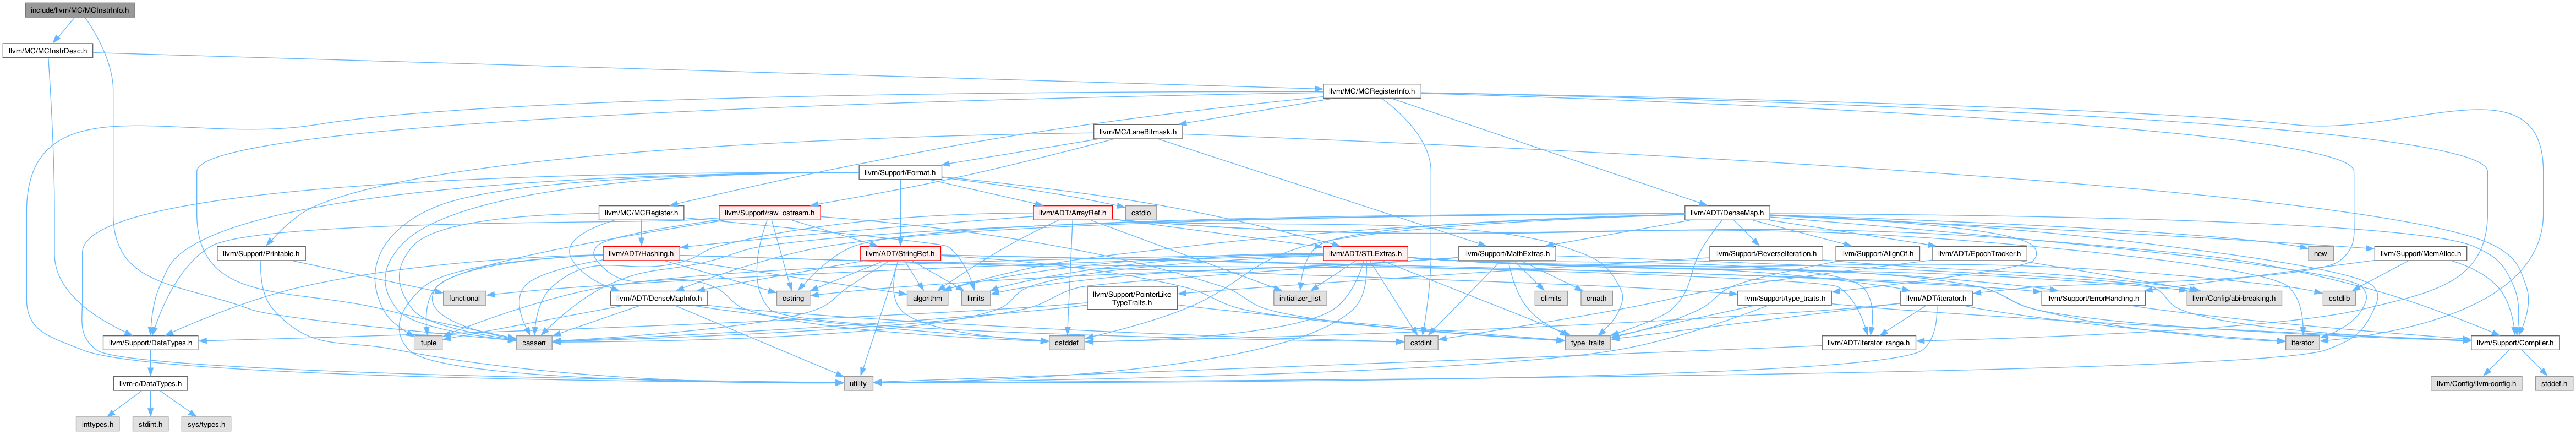 include/llvm/MC/MCInstrInfo.h
llvm/MC/MCInstrDesc.h
llvm/MC/MCRegisterInfo.h
llvm/MC/LaneBitmask.h
llvm/Support/Format.h
llvm/MC/MCRegister.h
llvm/Support/raw_ostream.h
llvm/ADT/ArrayRef.h
cstdio
llvm/ADT/DenseMap.h
llvm/Support/Printable.h
llvm/ADT/Hashing.h
llvm/ADT/StringRef.h
llvm/ADT/STLExtras.h
llvm/Support/MathExtras.h
llvm/Support/ReverseIteration.h
llvm/Support/AlignOf.h
llvm/ADT/EpochTracker.h
new
llvm/Support/MemAlloc.h
functional
llvm/ADT/DenseMapInfo.h
cstring
algorithm
limits
llvm/Support/PointerLike
TypeTraits.h
initializer_list
climits
cmath
llvm/Support/type_traits.h
llvm/ADT/iterator.h
llvm/Support/ErrorHandling.h
llvm/Config/abi-breaking.h
cstdlib
llvm/Support/DataTypes.h
tuple
cassert
cstddef
cstdint
type_traits
llvm/ADT/iterator_range.h
iterator
llvm/Support/Compiler.h
llvm-c/DataTypes.h
utility
llvm/Config/llvm-config.h
stddef.h
inttypes.h
stdint.h
sys/types.h